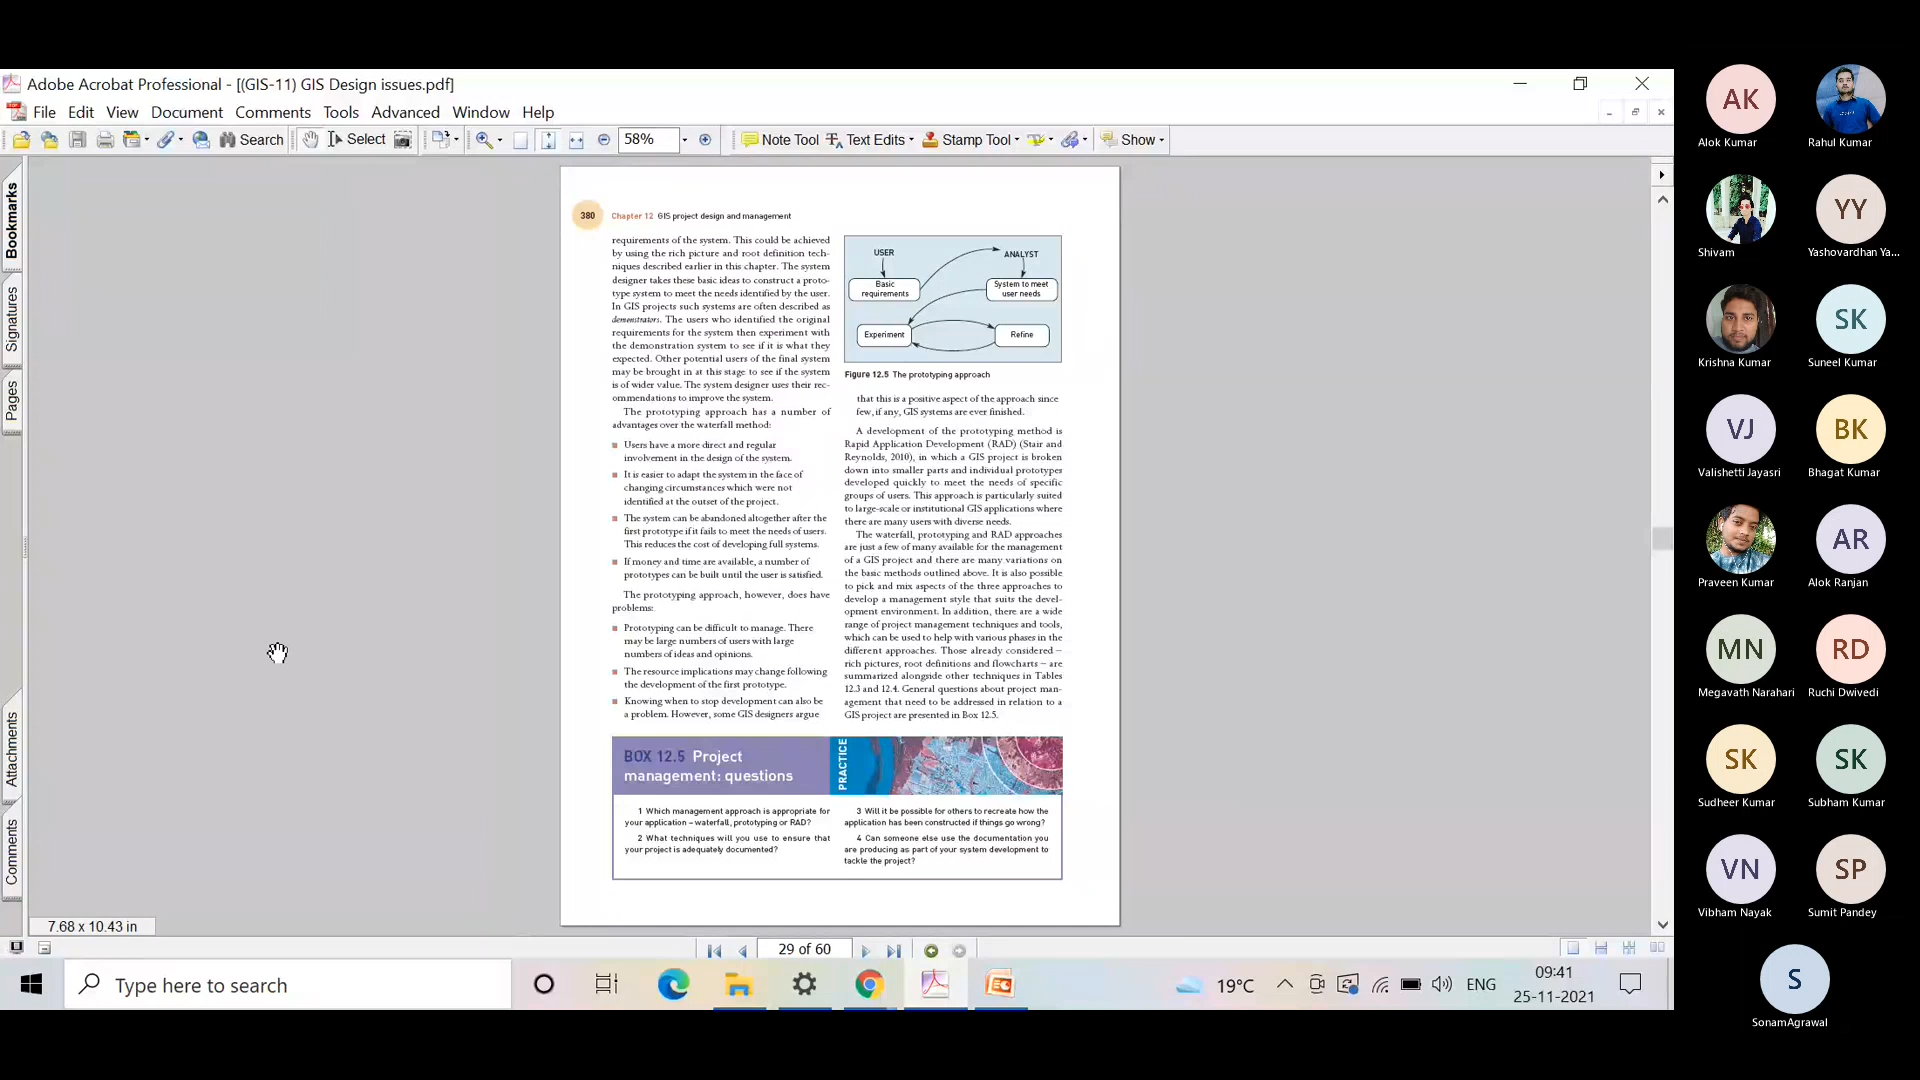 Adobe Acrobat Professional - [(GIS-11) GIS Design issues.pdf]
File Edit View Document Comments Tools Advanced Window Help
Search Select 58% Note Tool Text Edits Stamp Tool Show
Bookmarks
Signatures
Pages
Attachments
Comments
380 Chapter 12 GIS project design and management
requirements of the system. This could be achieved
by using the rich picture and root definition tech-
niques described earlier in this chapter. The system
designer takes these basic ideas to construct a proto-
type system to meet the needs identified by the user.
In GIS projects such systems are often described as
demonstrators. The users who identified the original
requirements for the system then experiment with
the demonstration system to see if it is what they
expected. Other potential users of the final system
may be brought in at this stage to see if the system
is of wider value. The system designer uses their rec-
ommendations to improve the system.
The prototyping approach has a number of
advantages over the waterfall method:
■ Users have a more direct and regular
involvement in the design of the system.
■ It is easier to adapt the system in the face of
changing circumstances which were not
identified at the outset of the project.
■ The system can be abandoned altogether after the
first prototype if it fails to meet the needs of users.
This reduces the cost of developing full systems.
■ If money and time are available, a number of
prototypes can be built until the user is satisfied.
The prototyping approach, however, does have
problems:
■ Prototyping can be difficult to manage. There
may be large numbers of users with large
numbers of ideas and opinions.
■ The resource implications may change following
the development of the first prototype.
■ Knowing when to stop development can also be
a problem. However, some GIS designers argue
USER
ANALYST
Basic
requirements
System to meet
user needs
Experiment
Refine
Figure 12.5 The prototyping approach
that this is a positive aspect of the approach since
few, if any, GIS systems are ever finished.
A development of the prototyping method is
Rapid Application Development (RAD) (Stair and
Reynolds, 2010), in which a GIS project is broken
down into smaller parts and individual prototypes
developed quickly to meet the needs of specific
groups of users. This approach is particularly suited
to large-scale or institutional GIS applications where
there are many users with diverse needs.
The waterfall, prototyping and RAD approaches
are just a few of many available for the management
of a GIS project and there are many variations on
the basic methods outlined above. It is also possible
to pick and mix aspects of the three approaches to
develop a management style that suits the devel-
opment environment. In addition, there are a wide
range of project management techniques and tools,
which can be used to help with various phases in the
different approaches. Those already considered –
rich pictures, root definitions and flowcharts – are
summarized alongside other techniques in Tables
12.3 and 12.4. General questions about project man-
agement that need to be addressed in relation to a
GIS project are presented in Box 12.5.
BOX 12.5 Project
management: questions
PRACTICE
1 Which management approach is appropriate for
your application – waterfall, prototyping or RAD?
2 What techniques will you use to ensure that
your project is adequately documented?
3 Will it be possible for others to recreate how the
application has been constructed if things go wrong?
4 Can someone else use the documentation you
are producing as part of your system development to
tackle the project?
7.68 x 10.43 in
29 of 60
Type here to search
19°C
ENG
09:41
25-11-2021
AK
Alok Kumar
Rahul Kumar
Shivam
YY
Yashovardhan Ya...
Krishna Kumar
SK
Suneel Kumar
VJ
Valishetti Jayasri
BK
Bhagat Kumar
Praveen Kumar
AR
Alok Ranjan
MN
Megavath Narahari
RD
Ruchi Dwivedi
SK
Sudheer Kumar
SK
Subham Kumar
VN
Vibham Nayak
SP
Sumit Pandey
S
SonamAgrawal